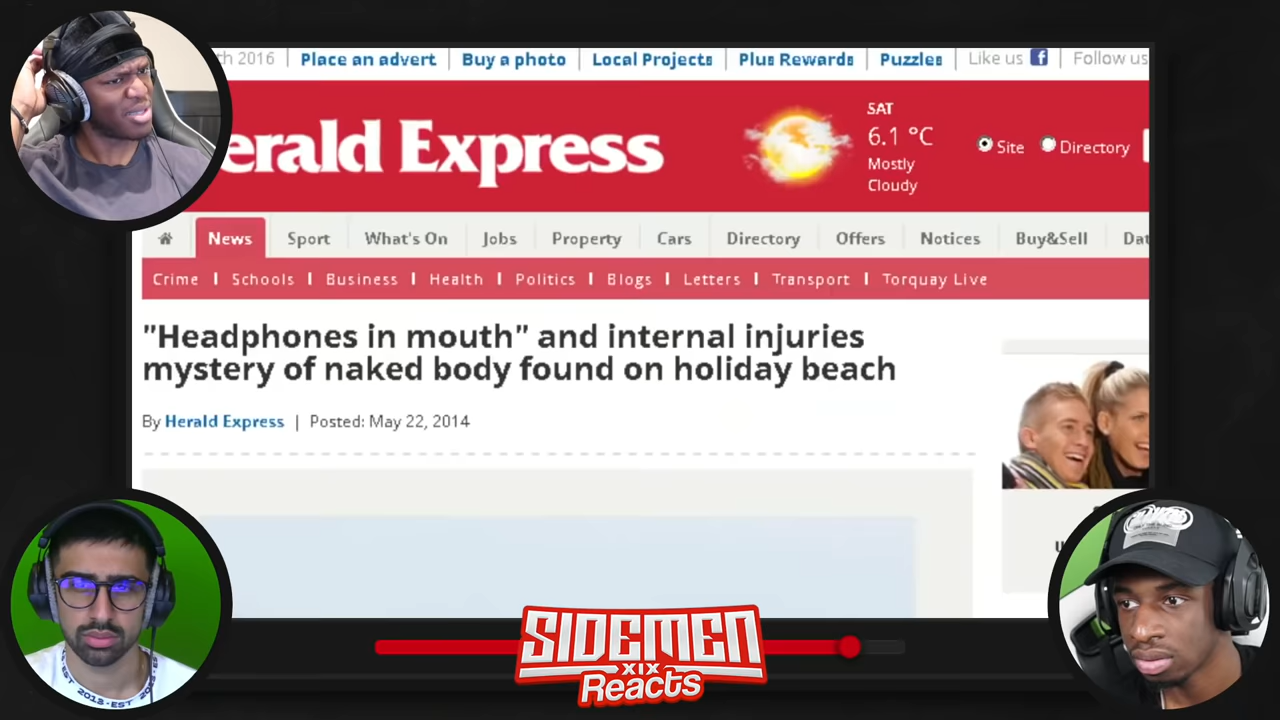 th 2016 | Place an advert | Buy a photo | Local Projects | Plus Rewards | Puzzles | Like us f | Follow us
erald Express
SAT
6.1 °C
Mostly
Cloudy
Site Directory
News Sport What's On Jobs Property Cars Directory Offers Notices Buy&Sell Dat
Crime | Schools | Business | Health | Politics | Blogs | Letters | Transport | Torquay Live
"Headphones in mouth" and internal injuries
mystery of naked body found on holiday beach
By Herald Express | Posted: May 22, 2014
SIDEMEN
XIX
Reacts